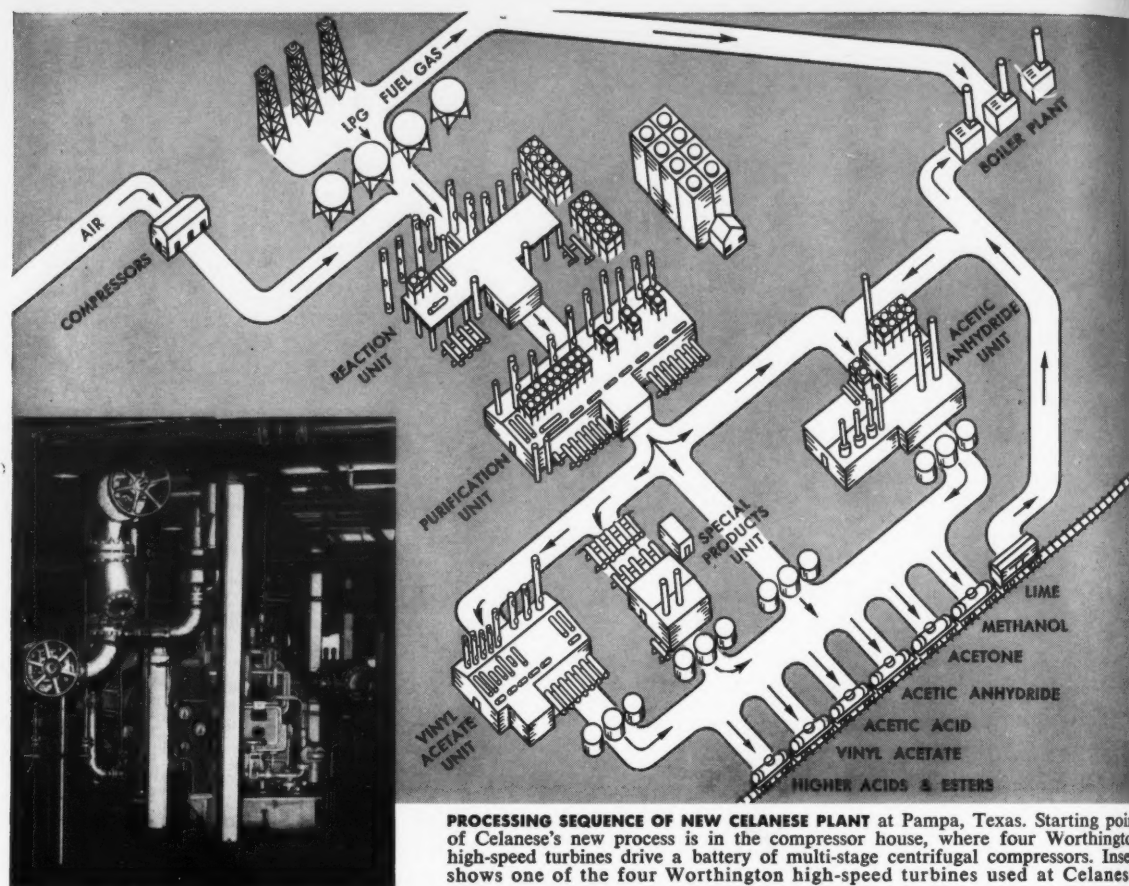 FUEL GAS
LPG
AIR
COMPRESSORS
BOILER PLANT
REACTION
UNIT
ACETIC
ANHYDRIDE
UNIT
PURIFICATION
UNIT
SPECIAL
PRODUCTS
UNIT
VINYL
ACETATE
UNIT
LIME
METHANOL
ACETONE
ACETIC ANHYDRIDE
ACETIC ACID
VINYL ACETATE
HIGHER ACIDS & ESTERS
PROCESSING SEQUENCE OF NEW CELANESE PLANT at Pampa, Texas. Starting
of Celanese's new process is in the compressor house, where four
high-speed turbines drive a battery of multi-stage centrifugal compressors.
shows one of the four Worthington high-speed turbines used at